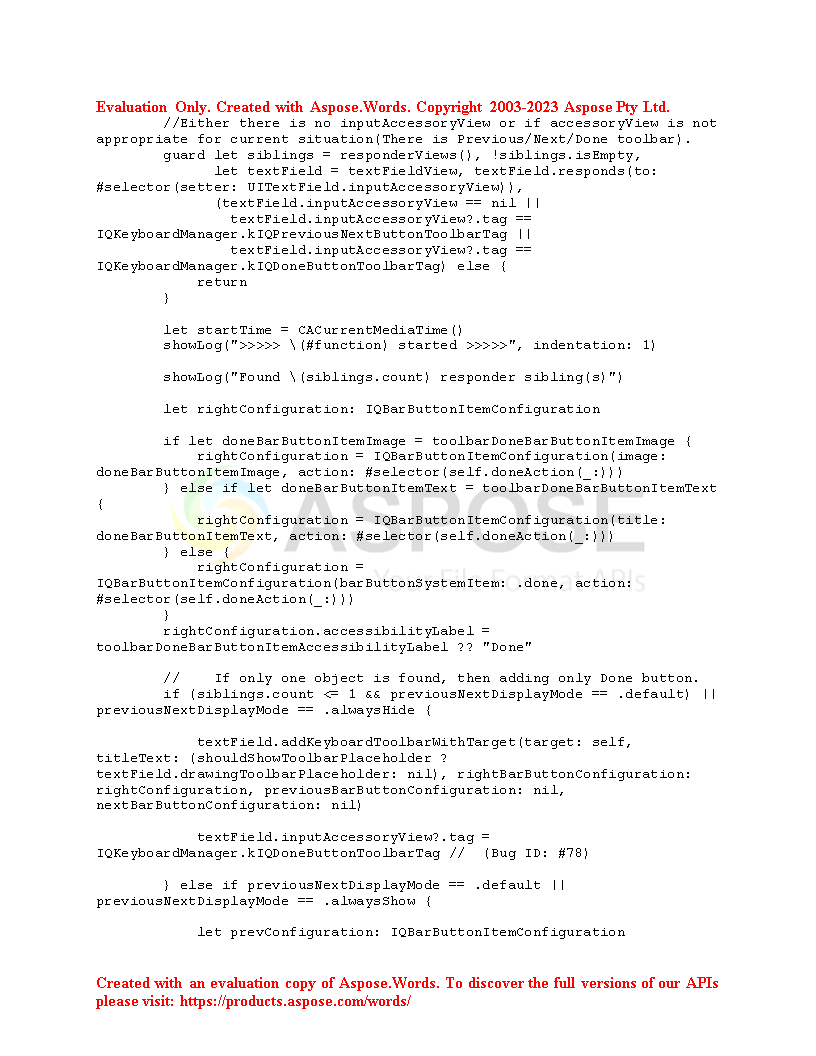 Evaluation Only. Created with Aspose.Words. Copyright 2003-2023 Aspose Pty Ltd.
        //Either there is no inputAccessoryView or if accessoryView is not
appropriate for current situation(There is Previous/Next/Done toolbar).
        guard let siblings = responderViews(), !siblings.isEmpty,
              let textField = textFieldView, textField.responds(to:
#selector(setter: UITextField.inputAccessoryView)),
              (textField.inputAccessoryView == nil ||
                textField.inputAccessoryView?.tag ==
IQKeyboardManager.kIQPreviousNextButtonToolbarTag ||
                textField.inputAccessoryView?.tag ==
IQKeyboardManager.kIQDoneButtonToolbarTag) else {
            return
        }

        let startTime = CACurrentMediaTime()
        showLog(">>>>> \(#function) started >>>>>", indentation: 1)

        showLog("Found \(siblings.count) responder sibling(s)")

        let rightConfiguration: IQBarButtonItemConfiguration

        if let doneBarButtonItemImage = toolbarDoneBarButtonItemImage {
            rightConfiguration = IQBarButtonItemConfiguration(image:
doneBarButtonItemImage, action: #selector(self.doneAction(_:)))
        } else if let doneBarButtonItemText = toolbarDoneBarButtonItemText
{
            rightConfiguration = IQBarButtonItemConfiguration(title:
doneBarButtonItemText, action: #selector(self.doneAction(_:)))
ASPOSE
        } else {
            rightConfiguration =
IQBarButtonItemConfiguration(barButtonSystemItem: .done, action:
Your File Format APIs
#selector(self.doneAction(_:)))
        }
        rightConfiguration.accessibilityLabel =
toolbarDoneBarButtonItemAccessibilityLabel ?? "Done"

        //    If only one object is found, then adding only Done button.
        if (siblings.count <= 1 && previousNextDisplayMode == .default) ||
previousNextDisplayMode == .alwaysHide {

            textField.addKeyboardToolbarWithTarget(target: self,
titleText: (shouldShowToolbarPlaceholder ?
textField.drawingToolbarPlaceholder: nil), rightBarButtonConfiguration:
rightConfiguration, previousBarButtonConfiguration: nil,
nextBarButtonConfiguration: nil)

            textField.inputAccessoryView?.tag =
IQKeyboardManager.kIQDoneButtonToolbarTag //  (Bug ID: #78)

        } else if previousNextDisplayMode == .default ||
previousNextDisplayMode == .alwaysShow {

            let prevConfiguration: IQBarButtonItemConfiguration

Created with an evaluation copy of Aspose.Words. To discover the full versions of our APIs
please visit: https://products.aspose.com/words/